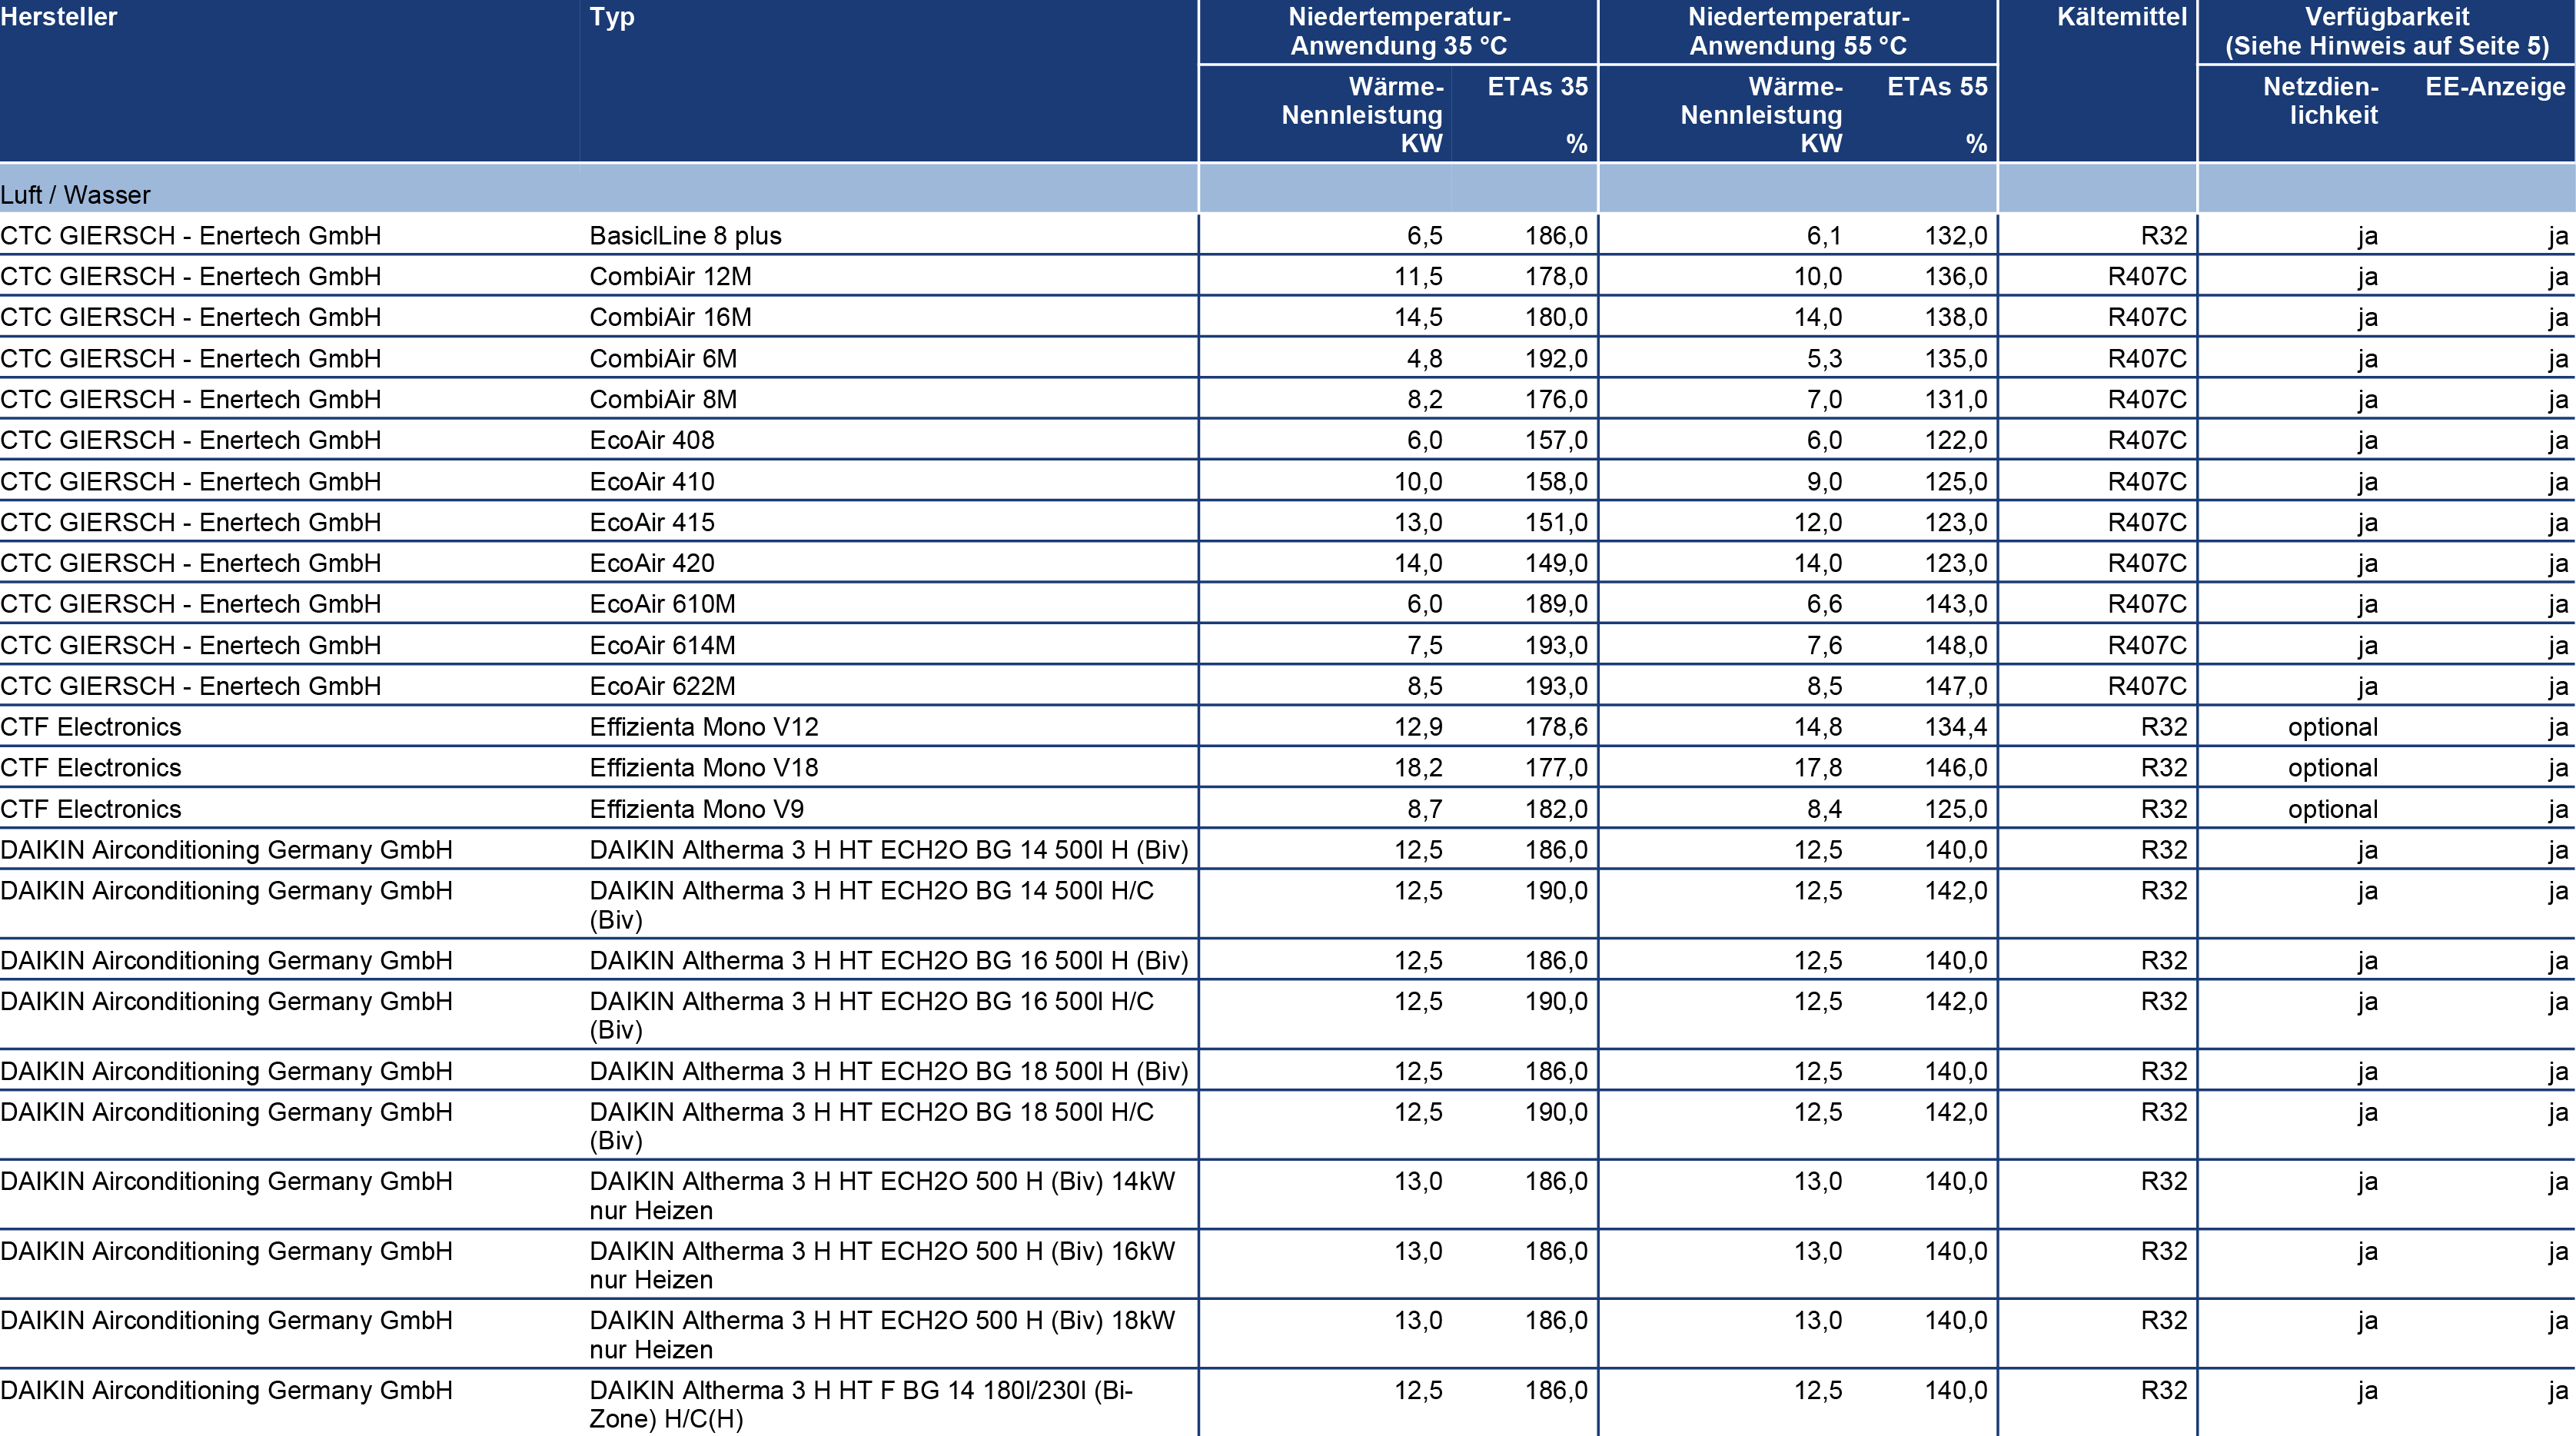 Hersteller Typ Niedertemperatur- Niedertemperatur- Kältemittel Verfügbarkeit
Anwendung 35 °C Anwendung 55 °C (Siehe Hinweis auf Seite 5)
Wärme- ETAs 35 Wärme- ETAs 55 Netzdien- EE-Anzeige
Nennleistung Nennleistung lichkeit
KW % KW %
Luft / Wasser
CTC GIERSCH - Enertech GmbH BasiclLine 8 plus 6,5 186,0 6,1 132,0 R32 ja ja
CTC GIERSCH - Enertech GmbH CombiAir 12M 11,5 178,0 10,0 136,0 R407C ja ja
CTC GIERSCH - Enertech GmbH CombiAir 16M 14,5 180,0 14,0 138,0 R407C ja ja
CTC GIERSCH - Enertech GmbH CombiAir 6M 4,8 192,0 5,3 135,0 R407C ja ja
CTC GIERSCH - Enertech GmbH CombiAir 8M 8,2 176,0 7,0 131,0 R407C ja ja
CTC GIERSCH - Enertech GmbH EcoAir 408 6,0 157,0 6,0 122,0 R407C ja ja
CTC GIERSCH - Enertech GmbH EcoAir 410 10,0 158,0 9,0 125,0 R407C ja ja
CTC GIERSCH - Enertech GmbH EcoAir 415 13,0 151,0 12,0 123,0 R407C ja ja
CTC GIERSCH - Enertech GmbH EcoAir 420 14,0 149,0 14,0 123,0 R407C ja ja
CTC GIERSCH - Enertech GmbH EcoAir 610M 6,0 189,0 6,6 143,0 R407C ja ja
CTC GIERSCH - Enertech GmbH EcoAir 614M 7,5 193,0 7,6 148,0 R407C ja ja
CTC GIERSCH - Enertech GmbH EcoAir 622M 8,5 193,0 8,5 147,0 R407C ja ja
CTF Electronics Effizienta Mono V12 12,9 178,6 14,8 134,4 R32 optional ja
CTF Electronics Effizienta Mono V18 18,2 177,0 17,8 146,0 R32 optional ja
CTF Electronics Effizienta Mono V9 8,7 182,0 8,4 125,0 R32 optional ja
DAIKIN Airconditioning Germany GmbH DAIKIN Altherma 3 H HT ECH2O BG 14 500l H (Biv) 12,5 186,0 12,5 140,0 R32 ja ja
DAIKIN Airconditioning Germany GmbH DAIKIN Altherma 3 H HT ECH2O BG 14 500l H/C 12,5 190,0 12,5 142,0 R32 ja ja
(Biv)
DAIKIN Airconditioning Germany GmbH DAIKIN Altherma 3 H HT ECH2O BG 16 500l H (Biv) 12,5 186,0 12,5 140,0 R32 ja ja
DAIKIN Airconditioning Germany GmbH DAIKIN Altherma 3 H HT ECH2O BG 16 500l H/C 12,5 190,0 12,5 142,0 R32 ja ja
(Biv)
DAIKIN Airconditioning Germany GmbH DAIKIN Altherma 3 H HT ECH2O BG 18 500l H (Biv) 12,5 186,0 12,5 140,0 R32 ja ja
DAIKIN Airconditioning Germany GmbH DAIKIN Altherma 3 H HT ECH2O BG 18 500l H/C 12,5 190,0 12,5 142,0 R32 ja ja
(Biv)
DAIKIN Airconditioning Germany GmbH DAIKIN Altherma 3 H HT ECH2O 500 H (Biv) 14kW 13,0 186,0 13,0 140,0 R32 ja ja
nur Heizen
DAIKIN Airconditioning Germany GmbH DAIKIN Altherma 3 H HT ECH2O 500 H (Biv) 16kW 13,0 186,0 13,0 140,0 R32 ja ja
nur Heizen
DAIKIN Airconditioning Germany GmbH DAIKIN Altherma 3 H HT ECH2O 500 H (Biv) 18kW 13,0 186,0 13,0 140,0 R32 ja ja
nur Heizen
DAIKIN Airconditioning Germany GmbH DAIKIN Altherma 3 H HT F BG 14 180l/230l (Bi- 12,5 186,0 12,5 140,0 R32 ja ja
Zone) H/C(H)